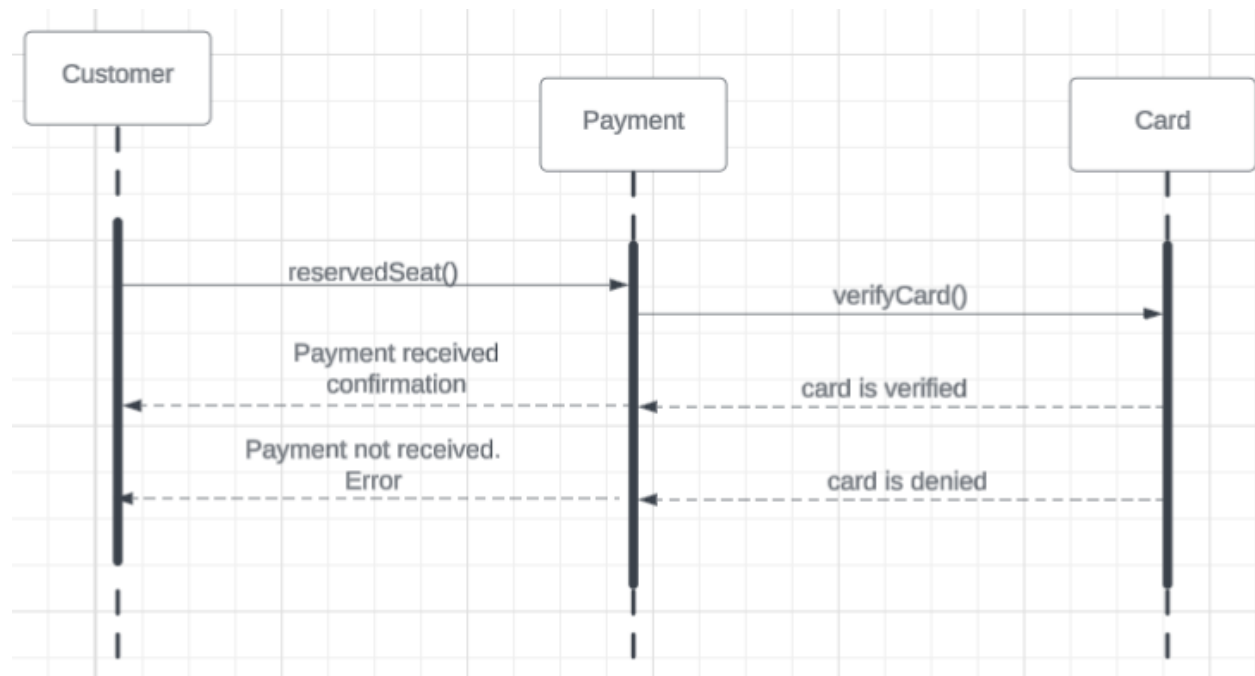 Customer
Payment
Card
reservedSeat()
verifyCard()
Payment received
confirmation
card is verified
Payment not received.
Error
card is denied